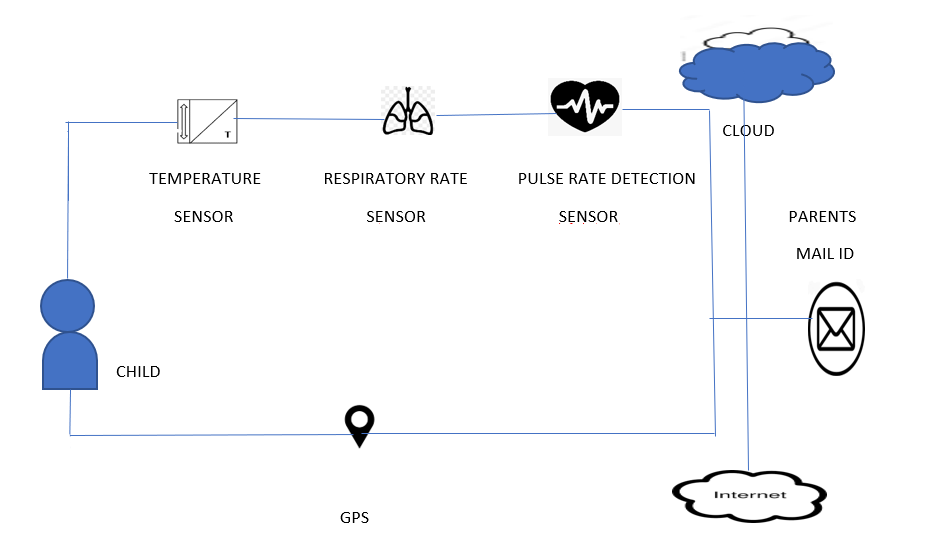 CLOUD
T
TEMPERATURE
SENSOR
RESPIRATORY RATE
SENSOR
PULSE RATE DETECTION
SENSOR
PARENTS
MAIL ID
CHILD
Internet
GPS